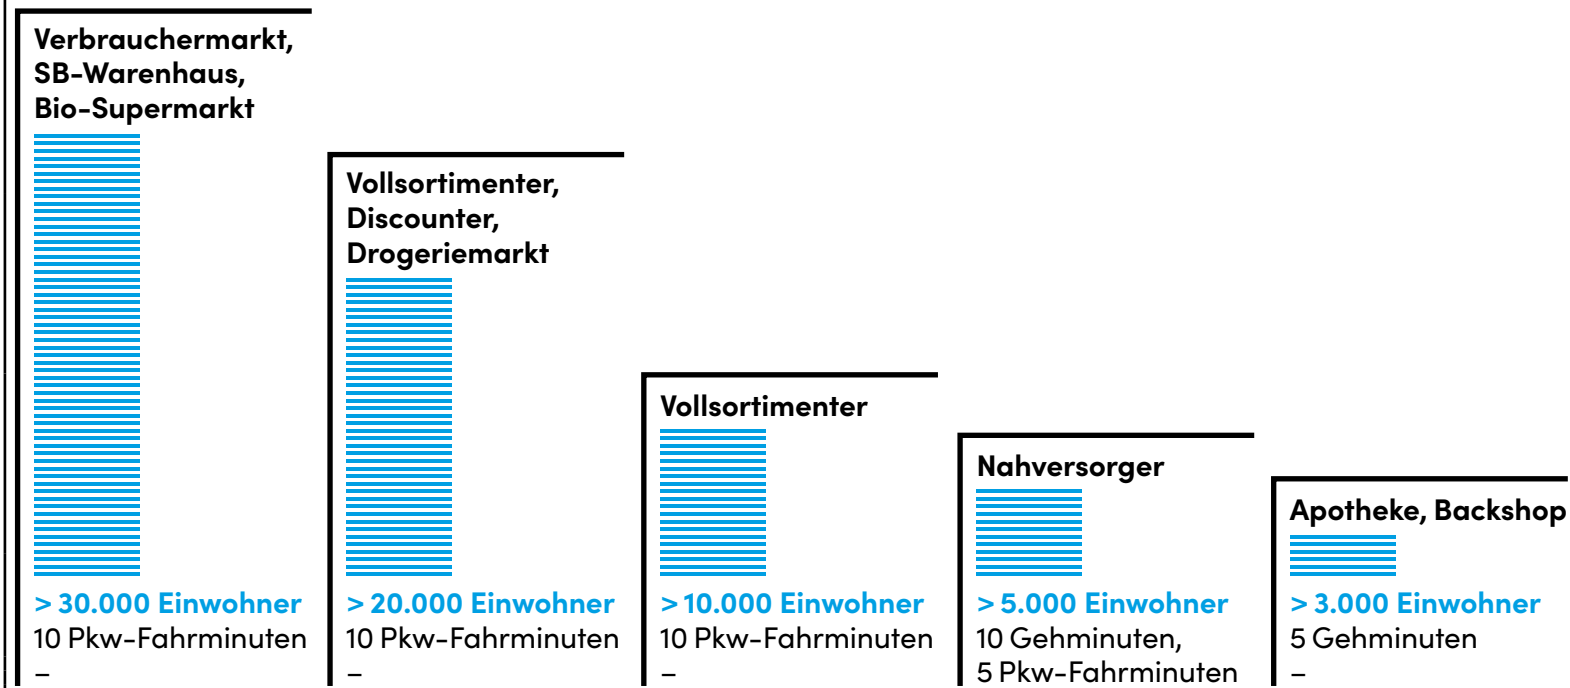 Verbrauchermarkt,
SB-Warenhaus,
Bio-Supermarkt
> 30.000 Einwohner
10 Pkw-Fahrminuten
–
Vollsortimenter,
Discounter,
Drogeriemarkt
> 20.000 Einwohner
10 Pkw-Fahrminuten
–
Vollsortimenter
> 10.000 Einwohner
10 Pkw-Fahrminuten
–
Nahversorger
> 5.000 Einwohner
10 Gehminuten,
5 Pkw-Fahrminuten
Apotheke, Backshop
> 3.000 Einwohner
5 Gehminuten
–